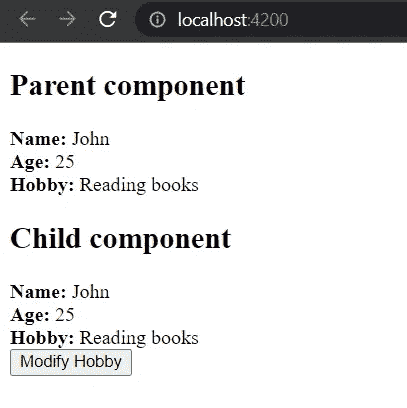 localhost:4200
Parent component
Name: John
Age: 25
Hobby: Reading books
Child component
Name: John
Age: 25
Hobby: Reading books
Modify Hobby